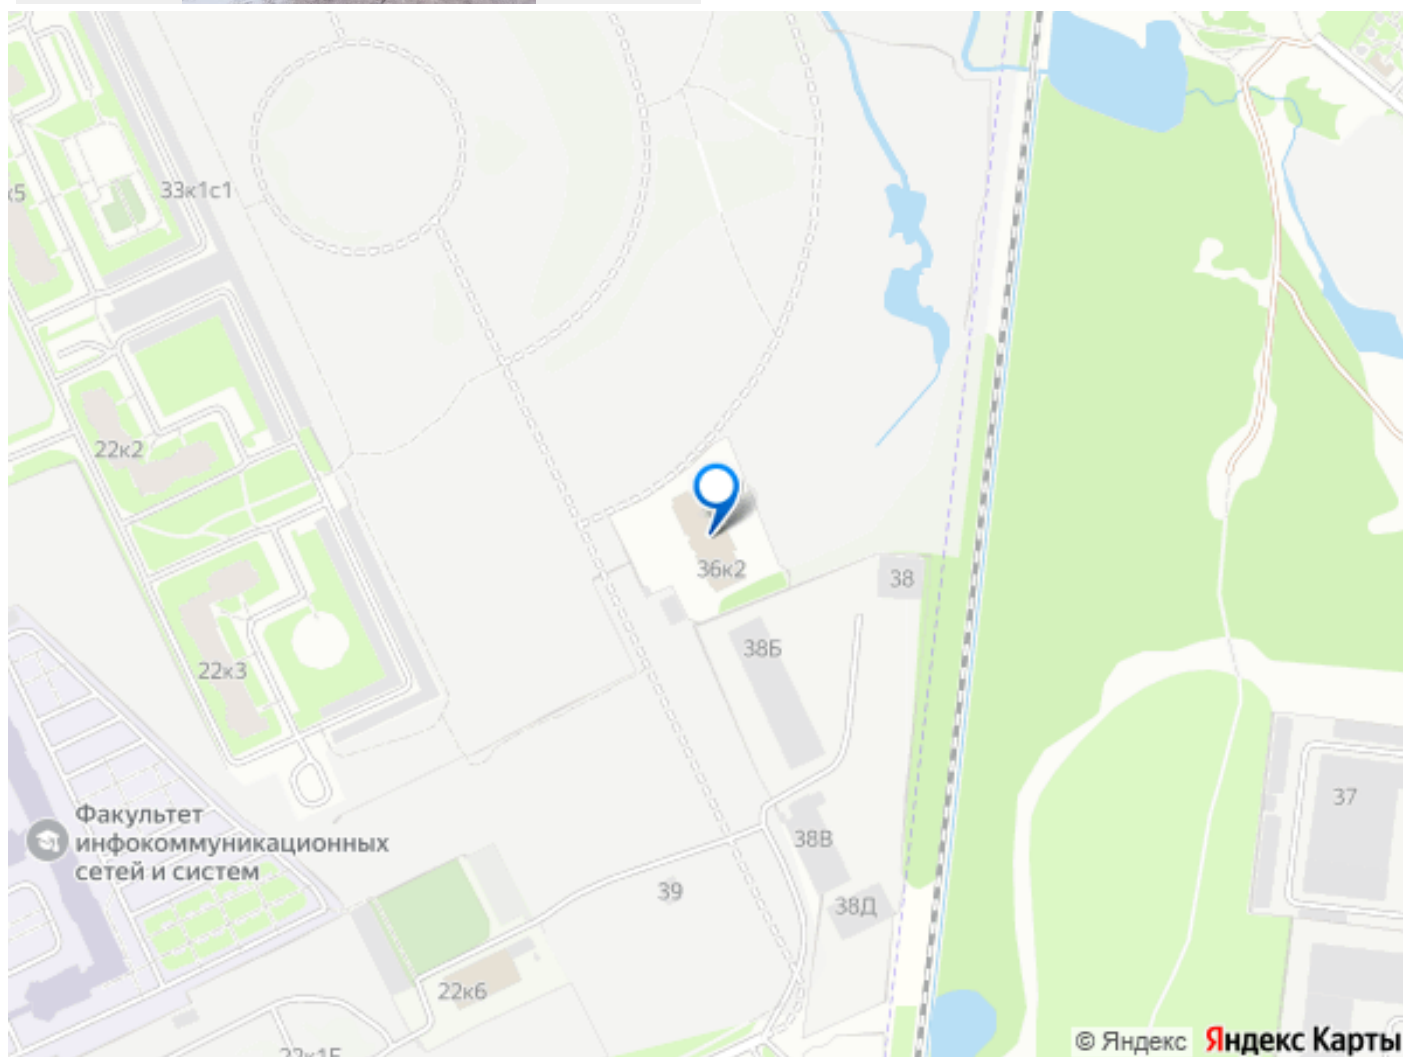 33к1с1
к5
22к2
36к2
38
38Б
22к3
37
Факультет
инфокоммуникационных
сетей и систем
38В
39
38Д
22к6
© Яндекс Яндекс Карты